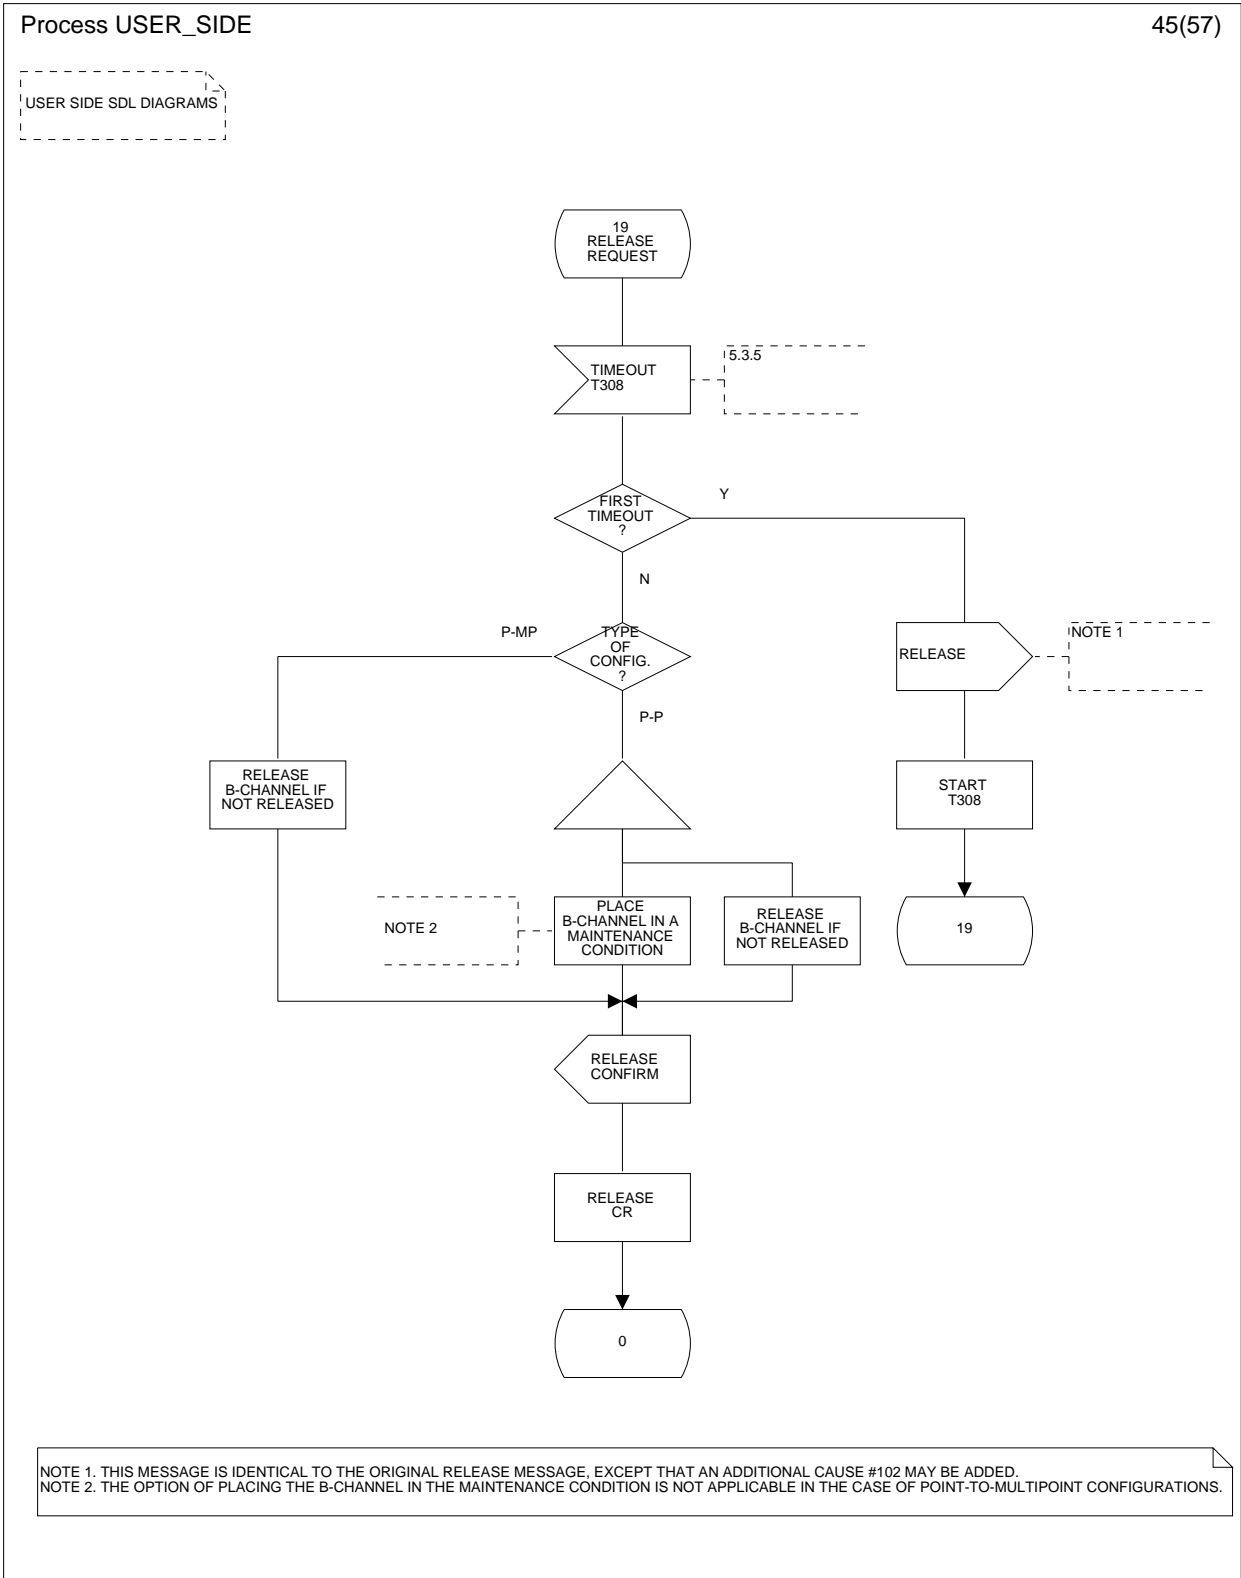 Process USER_SIDE
45(57)
USER SIDE SDL DIAGRAMS
19
RELEASE
REQUEST
TIMEOUT
T308
5.3.5
FIRST
TIMEOUT
?
Y
N
P-MP
TYPE
OF
CONFIG.
?
P-P
RELEASE
NOTE 1
RELEASE
B-CHANNEL IF
NOT RELEASED
START
T308
NOTE 2
PLACE
B-CHANNEL IN A
MAINTENANCE
CONDITION
RELEASE
B-CHANNEL IF
NOT RELEASED
19
RELEASE
CONFIRM
RELEASE
CR
0
NOTE 1. THIS MESSAGE IS IDENTICAL TO THE ORIGINAL RELEASE MESSAGE, EXCEPT THAT AN ADDITIONAL CAUSE #102 MAY BE ADDED.
NOTE 2. THE OPTION OF PLACING THE B-CHANNEL IN THE MAINTENANCE CONDITION IS NOT APPLICABLE IN THE CASE OF POINT-TO-MULTIPOINT CONFIGURATIONS.